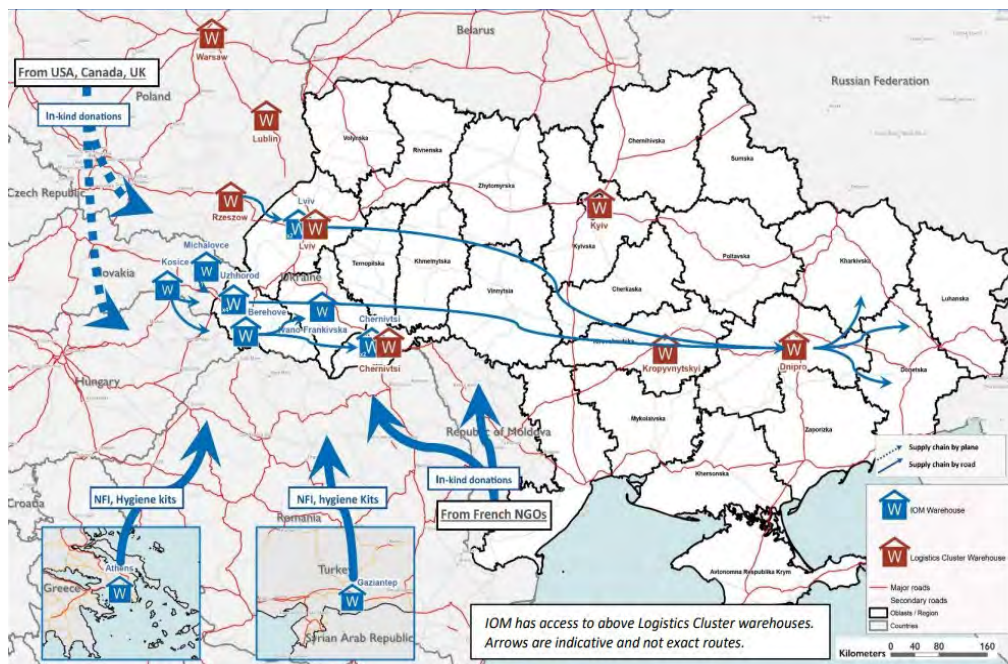 Belarus
Warsaw
From USA, Canada, UK
Russian Federation
Poland
In-kind donations
Lublin
Volynska
Rivnenska
Chernihivska
Sumska
Zhytomyrska
Czech Republic
Rzeszow
Lviv
Lviv
Kyiv
Kyivska
Poltavska
Kharkivska
Michalovce
Kosice
Uzhhorod
Slovakia
Ukraine
Ternopilska
Khmelnytska
Vinnytsia
Cherkaska
Luhanska
Berehove
Ivano-Frankivska
Chernivtsi
Chernivtsi
Kropyvnytskyi
Dnipro
Donetska
Hungary
Mykolaivska
Zaporizka
Republic of Moldova
Khersonska
Supply chain by plane
Supply chain by road
NFI, Hygiene kits
NFI, hygiene Kits
In-kind donations
From French NGOs
Croatia
Romania
W
IOM Warehouse
W
Logistics Cluster Warehouse
Athens
Greece
Turkey
Gaziantep
Syrian Arab Republic
Avtonomna Respublika Krym
Major roads
Secondary roads
Oblasts / Region
Countries
IOM has access to above Logistics Cluster warehouses.
Arrows are indicative and not exact routes.
Kilometers
0 40 80 160